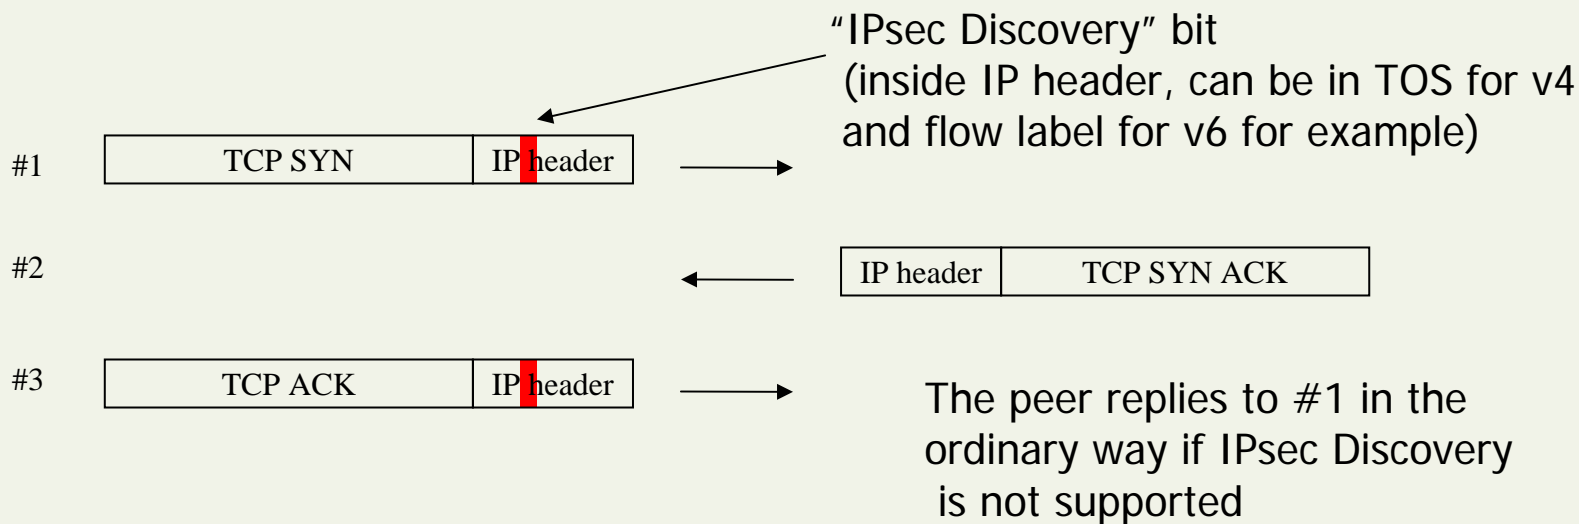 “IPsec Discovery” bit
(inside IP header, can be in TOS for v4
and flow label for v6 for example)
#1
TCP SYN
IP header
#2
IP header
TCP SYN ACK
#3
TCP ACK
IP header
The peer replies to #1 in the
ordinary way if IPsec Discovery
is not supported